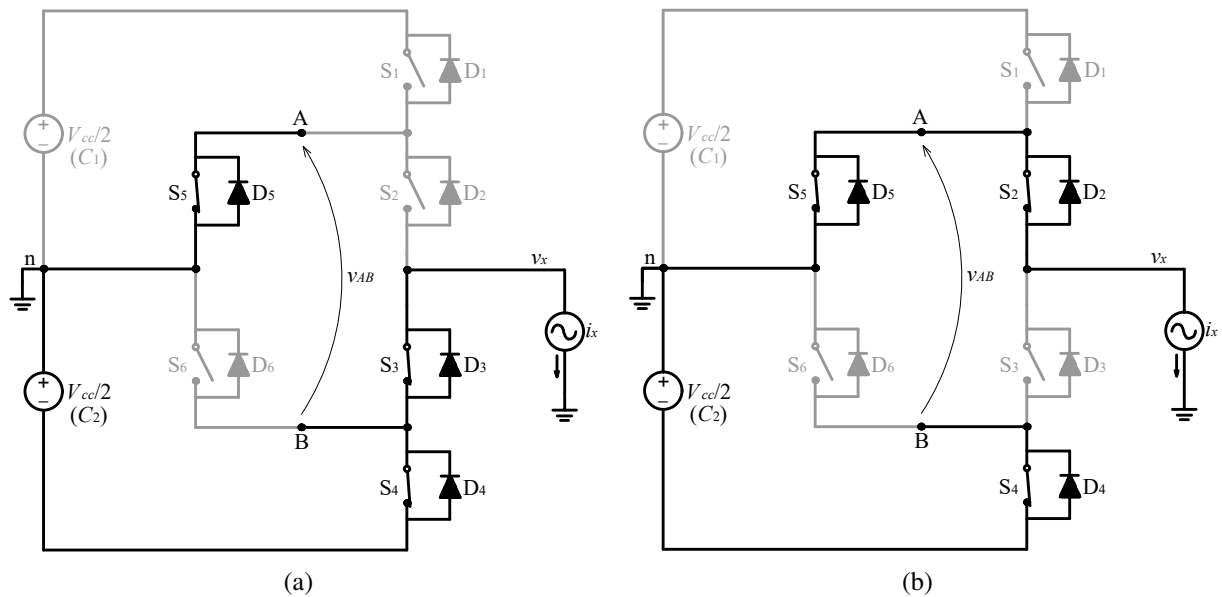 S1
D1
A
Vcc/2
(C1)
S5
D5
S2
D2
n
vAB
vx
ix
S6
D6
S3
D3
Vcc/2
(C2)
B
S4
D4
(a)
S1
D1
A
Vcc/2
(C1)
S5
D5
S2
D2
n
vAB
vx
ix
S6
D6
S3
D3
Vcc/2
(C2)
B
S4
D4
(b)